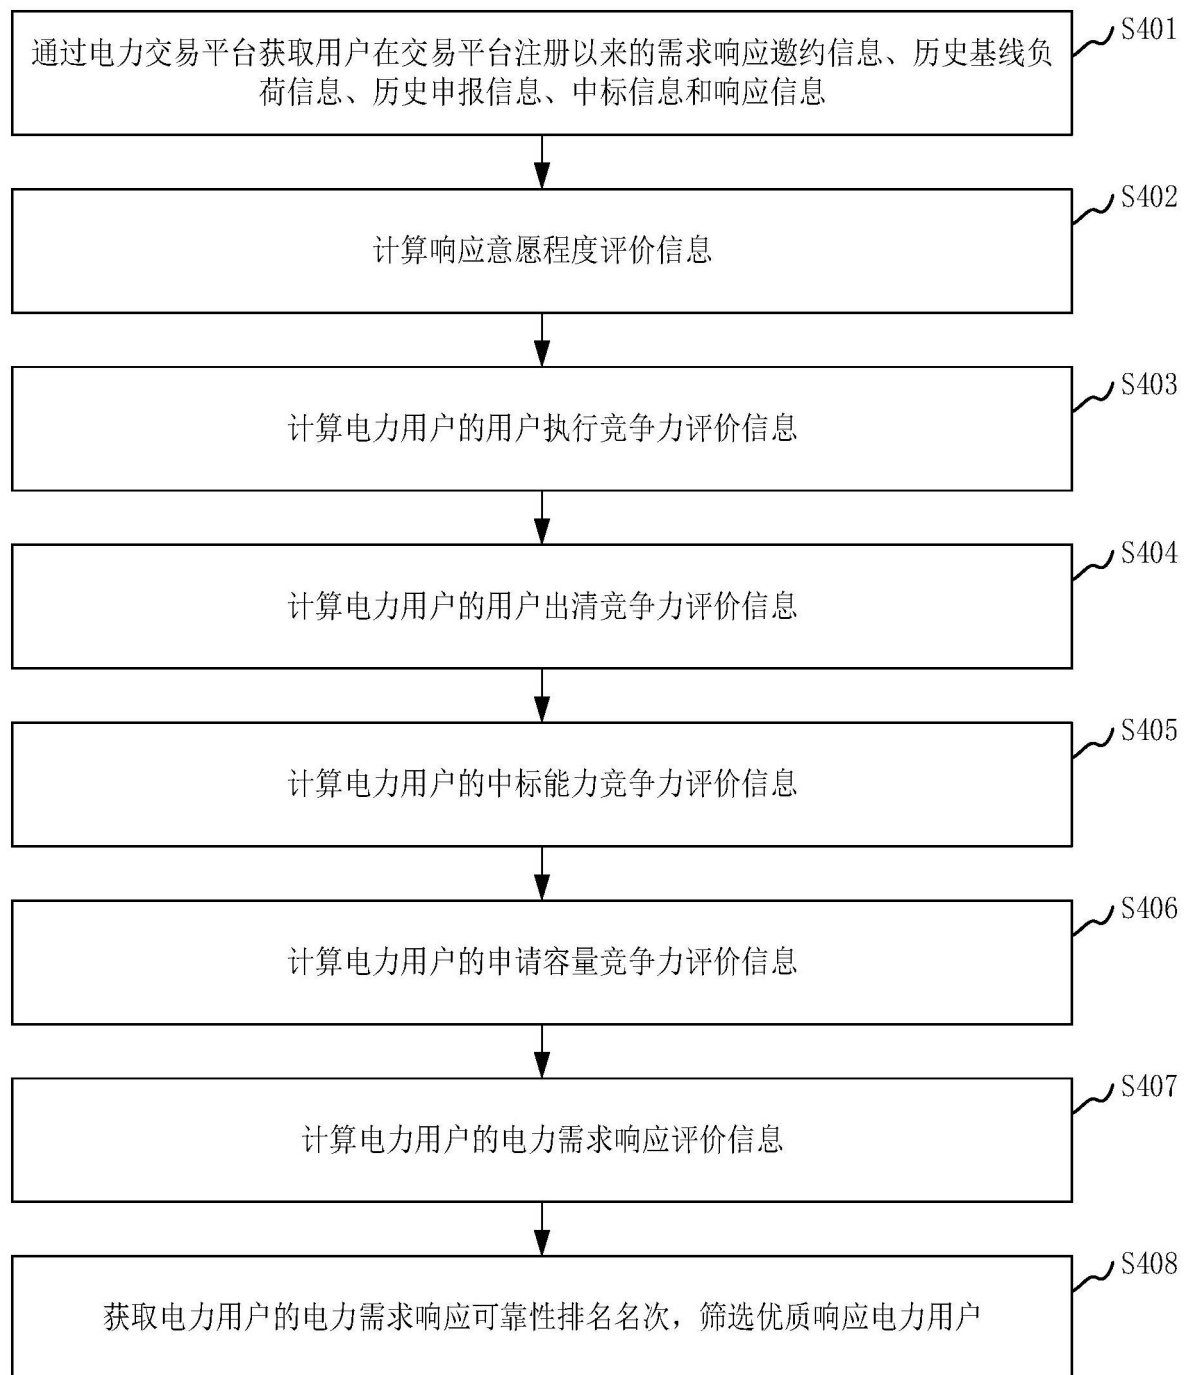 S401
通过电力交易平台获取用户在交易平台注册以来的需求响应邀约信息、历史基线负
荷信息、历史申报信息、中标信息和响应信息
S402
计算响应意愿程度评价信息
S403
计算电力用户的用户执行竞争力评价信息
S404
计算电力用户的用户出清竞争力评价信息
S405
计算电力用户的中标能力竞争力评价信息
S406
计算电力用户的申请容量竞争力评价信息
S407
计算电力用户的电力需求响应评价信息
S408
获取电力用户的电力需求响应可靠性排名名次，筛选优质响应电力用户